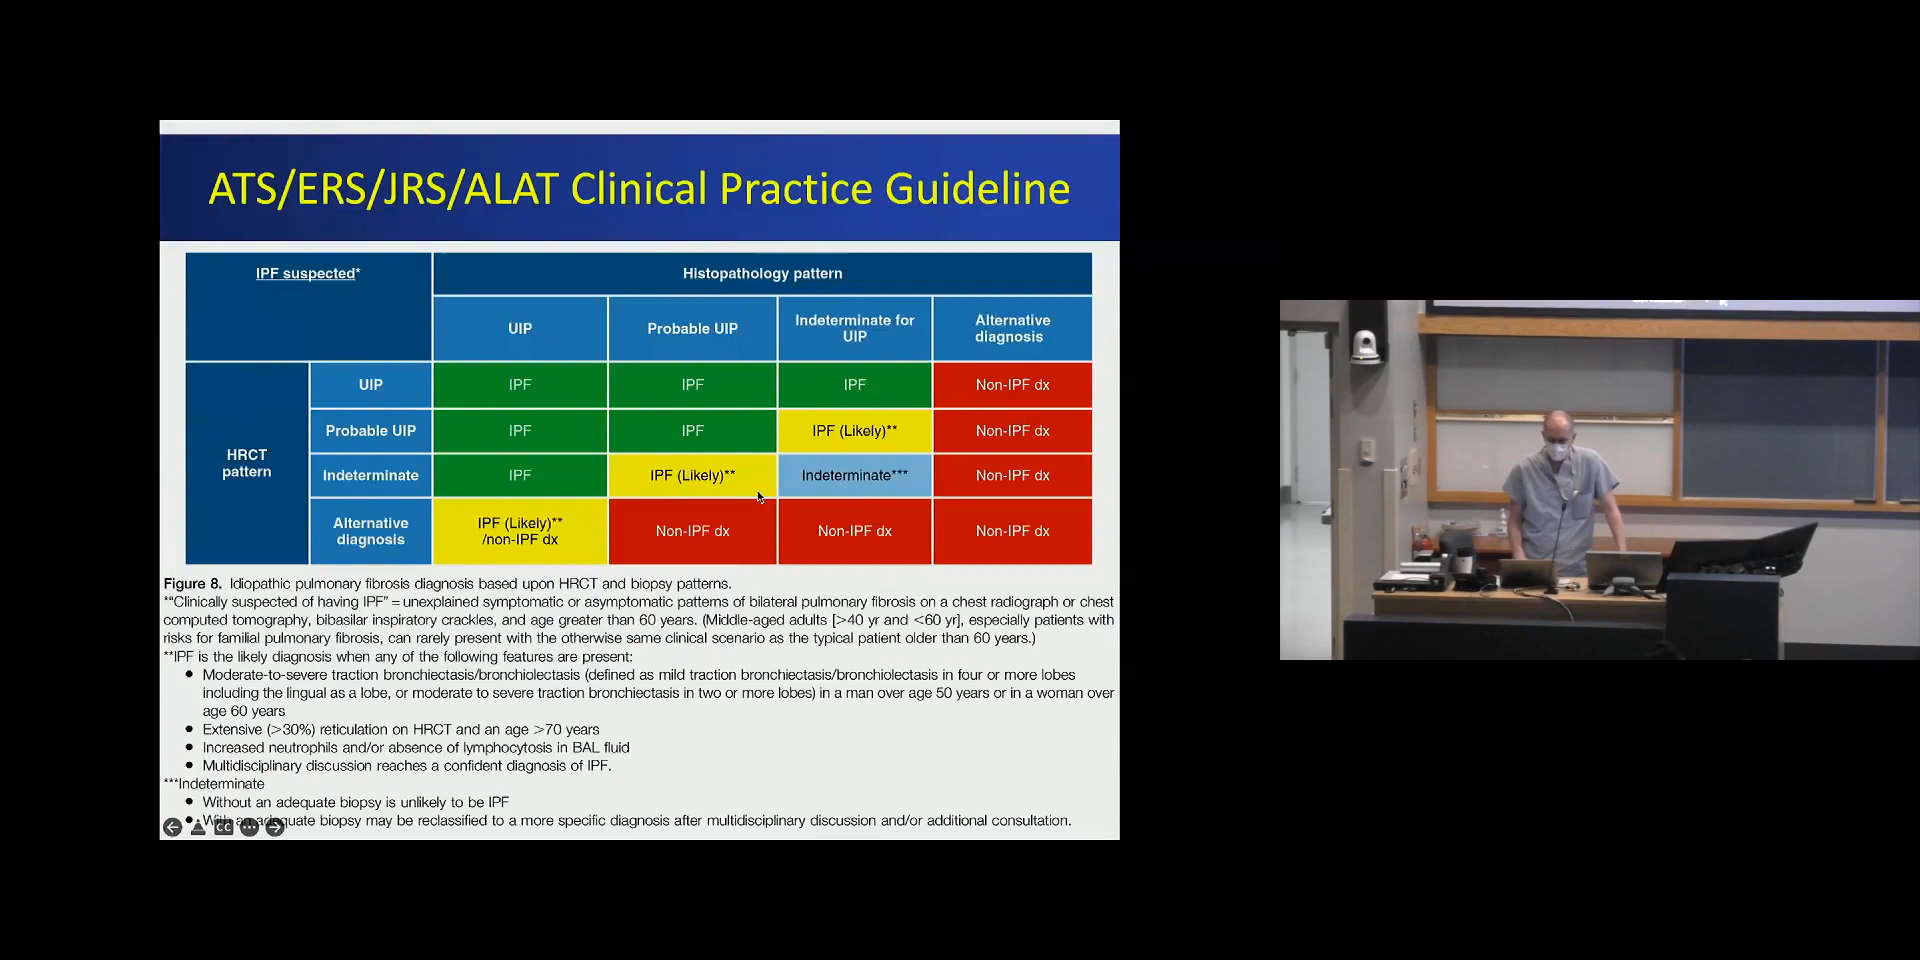 ATS/ERS/JRS/ALAT Clinical Practice Guideline
IPF suspected*
Histopathology pattern
UIP
Probable UIP
Indeterminate for
UIP
Alternative
diagnosis
HRCT
pattern
UIP
IPF
IPF
IPF
Non-IPF dx
Probable UIP
IPF
IPF
IPF (Likely)**
Non-IPF dx
Indeterminate
IPF
IPF (Likely)**
Indeterminate***
Non-IPF dx
Alternative
diagnosis
IPF (Likely)**
/non-IPF dx
Non-IPF dx
Non-IPF dx
Non-IPF dx
Figure 8. Idiopathic pulmonary fibrosis diagnosis based upon HRCT and biopsy patterns.
*“Clinically suspected of having IPF” = unexplained symptomatic or asymptomatic patterns of bilateral pulmonary fibrosis on a chest radiograph or chest
computed tomography, bibasilar inspiratory crackles, and age greater than 60 years. (Middle-aged adults [>40 yr and <60 yr], especially patients with
risks for familial pulmonary fibrosis, can rarely present with the otherwise same clinical scenario as the typical patient older than 60 years.)
**IPF is the likely diagnosis when any of the following features are present:
● Moderate-to-severe traction bronchiectasis/bronchiolectasis (defined as mild traction bronchiectasis/bronchiolectasis in four or more lobes
including the lingual as a lobe, or moderate to severe traction bronchiectasis in two or more lobes) in a man over age 50 years or in a woman over
age 60 years
● Extensive (>30%) reticulation on HRCT and an age >70 years
● Increased neutrophils and/or absence of lymphocytosis in BAL fluid
● Multidisciplinary discussion reaches a confident diagnosis of IPF.
***Indeterminate
● Without an adequate biopsy is unlikely to be IPF
● With an adequate biopsy may be reclassified to a more specific diagnosis after multidisciplinary discussion and/or additional consultation.
CC